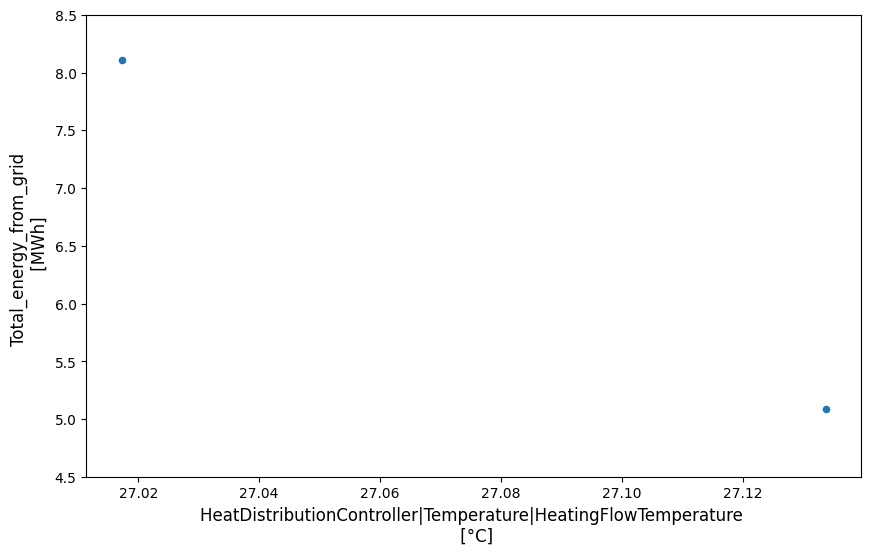 8.5
8.0
7.5
7.0
6.5
6.0
5.5
5.0
4.5
Total_energy_from_grid
[MWh]
27.02 27.04 27.06 27.08 27.10 27.12
HeatDistributionController|Temperature|HeatingFlowTemperature
[°C]